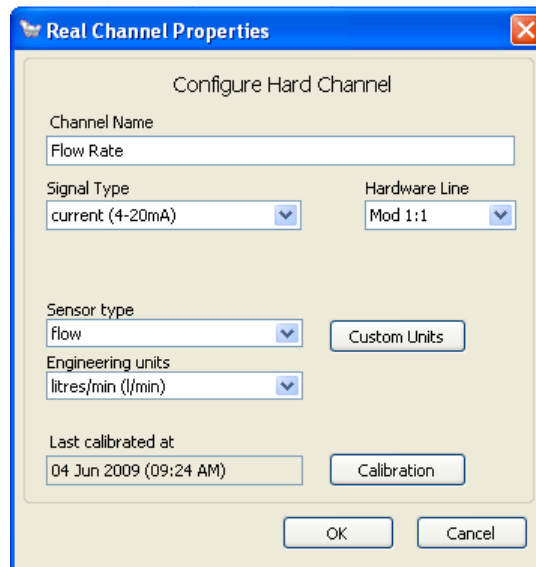 Real Channel Properties
Configure Hard Channel
Channel Name
Flow Rate
Signal Type
Hardware Line
current (4-20mA)
Mod 1:1
Sensor type
flow
Custom Units
Engineering units
litres/min (l/min)
Last calibrated at
04 Jun 2009 (09:24 AM)
Calibration
OK
Cancel